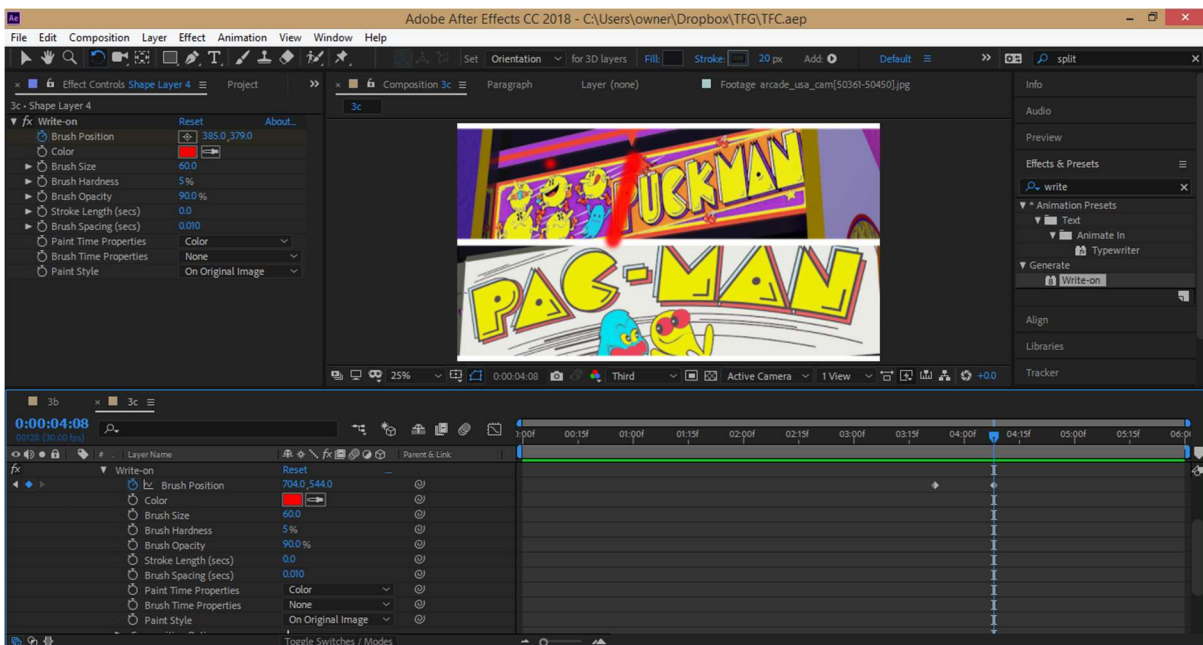 Ae Adobe After Effects CC 2018 - C:\Users\owner\Dropbox\TFG\TFC.aep
File Edit Composition Layer Effect Animation View Window Help
Set Orientation for 3D layers Fill: Stroke: 20 px Add: Default split
Effect Controls Shape Layer 4 Project Composition 3c Paragraph Layer (none) Footage arcade_usa_cam[50361-50450].jpg
3c • Shape Layer 4
fx Write-on Reset About...
Brush Position 385.0,379.0
Color
Brush Size 60.0
Brush Hardness 5%
Brush Opacity 90.0%
Stroke Length (secs) 0.0
Brush Spacing (secs) 0.010
Paint Time Properties Color
Brush Time Properties None
Paint Style On Original Image
3c
PUCKMAN
PAC-MAN
25% 0:00:04:08 Third Active Camera 1 View +0.0
Info
Audio
Preview
Effects & Presets
write
* Animation Presets
Text
Animate In
Typewriter
Generate
Write-on
Align
Libraries
Tracker
3b 3c
0:00:04:08
00128 (30.00 fps)
# Layer Name fx Parent & Link
00:15f 01:00f 01:15f 02:00f 02:15f 03:00f 03:15f 04:00f 04:15f 05:00f 05:15f
fx Write-on Reset
Brush Position 704.0,544.0
Color
Brush Size 60.0
Brush Hardness 5%
Brush Opacity 90.0%
Stroke Length (secs) 0.0
Brush Spacing (secs) 0.010
Paint Time Properties Color
Brush Time Properties None
Paint Style On Original Image
Toggle Switches / Modes